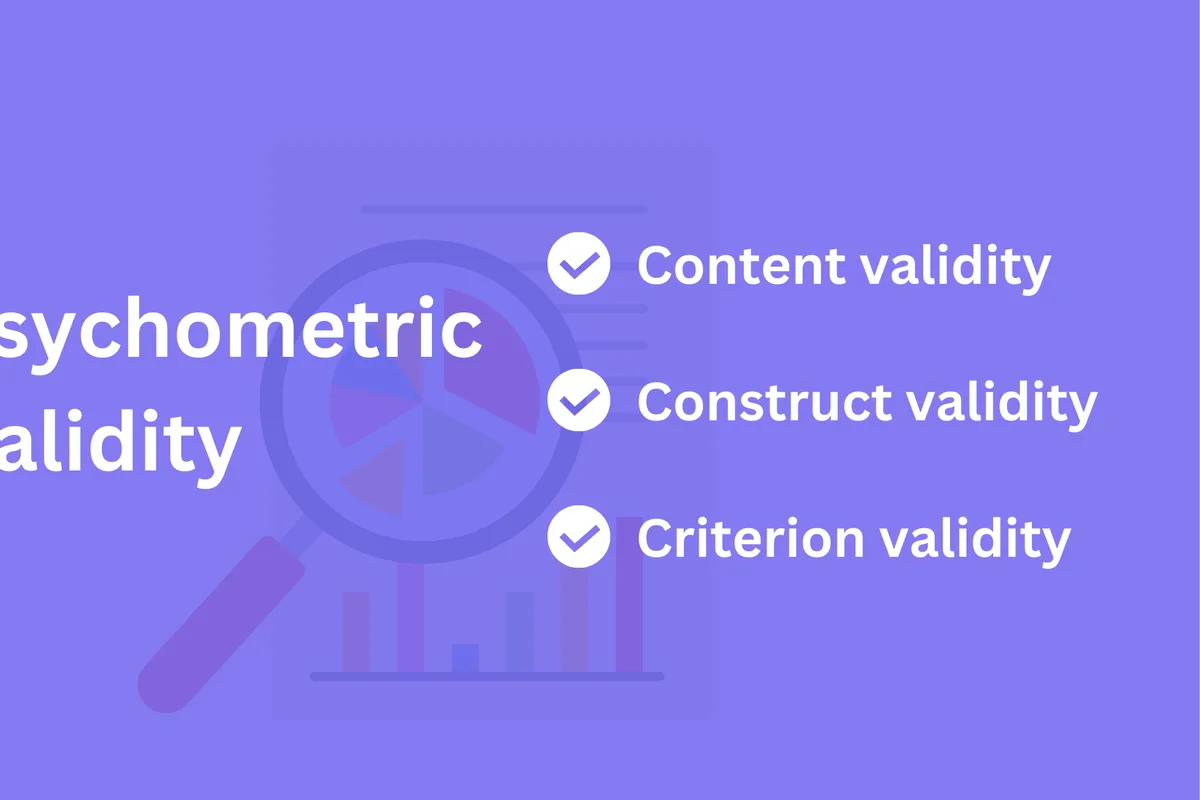 sychometric
alidity
Content validity
Construct validity
Criterion validity